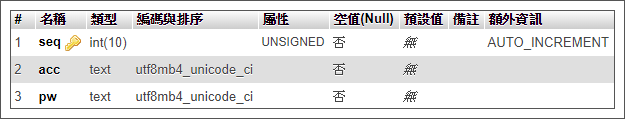 # 名稱 類型 編碼與排序 屬性 空值(Null) 預設值 備註 額外資訊
1 seq int(10) UNSIGNED 否 無 AUTO_INCREMENT
2 acc text utf8mb4_unicode_ci 否 無
3 pw text utf8mb4_unicode_ci 否 無